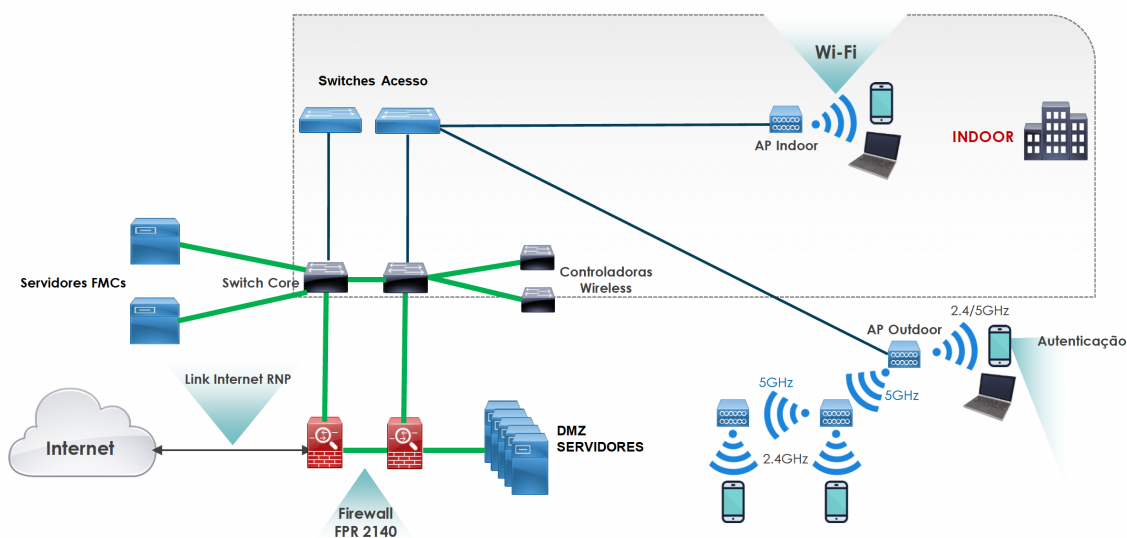 Wi-Fi
Switches Acesso
AP Indoor
INDOOR
Servidores FMCs
Switch Core
Controladoras
Wireless
2.4/5GHz
AP Outdoor
Autenticação
Link Internet RNP
5GHz
5GHz
Internet
DMZ
SERVIDORES
2.4GHz
Firewall
FPR 2140